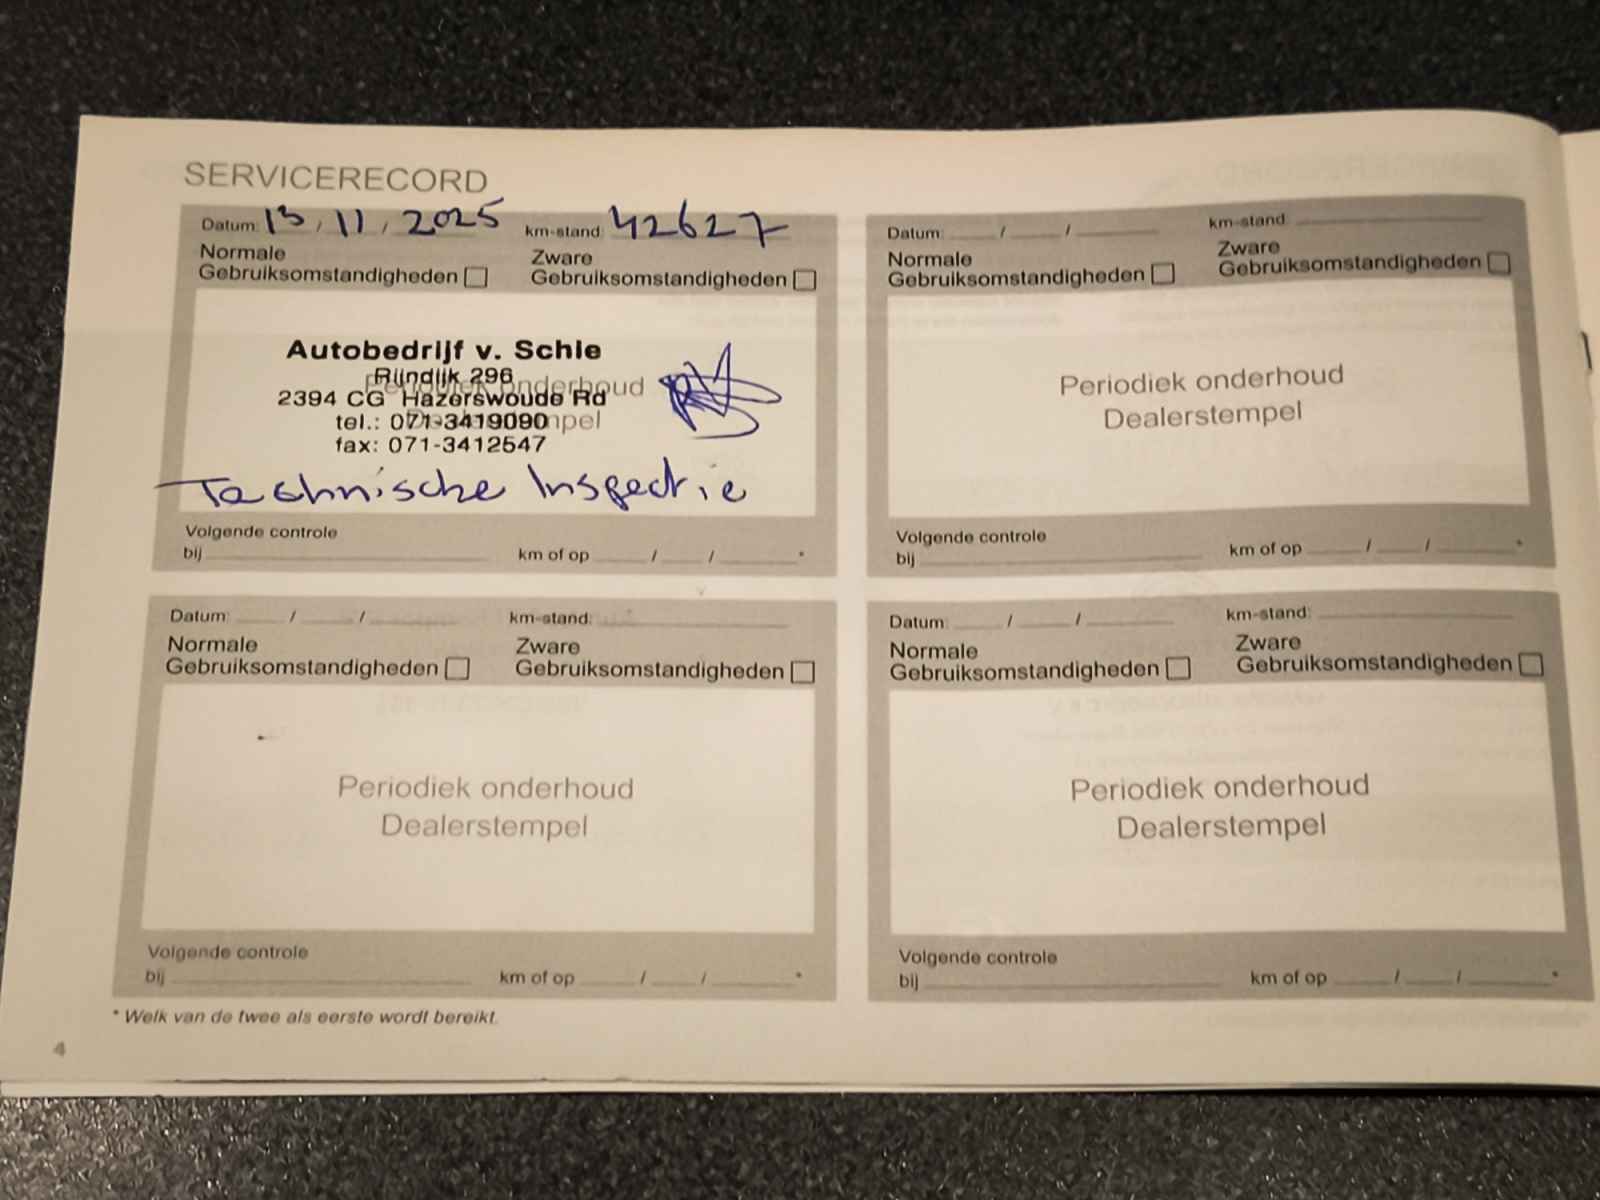 SERVICERECORD
Datum: 13 / 11 / 2025 km-stand: 42627
Normale Zware
Gebruiksomstandigheden Gebruiksomstandigheden
Autobedrijf v. Schie
Rijndijk 296
Periodiek onderhoud
2394 CG Hazerswoude Rd
Dealerstempel
tel.: 071-3419090
fax: 071-3412547
Technische Inspectie
Volgende controle
bij km of op / / *
Datum: / / km-stand:
Normale Zware
Gebruiksomstandigheden Gebruiksomstandigheden
Periodiek onderhoud
Dealerstempel
Volgende controle
bij km of op / / *
Datum: / / km-stand:
Normale Zware
Gebruiksomstandigheden Gebruiksomstandigheden
Periodiek onderhoud
Dealerstempel
Volgende controle
bij km of op / / *
Datum: / / km-stand:
Normale Zware
Gebruiksomstandigheden Gebruiksomstandigheden
Periodiek onderhoud
Dealerstempel
Volgende controle
bij km of op / / *
* Welk van de twee als eerste wordt bereikt.
4